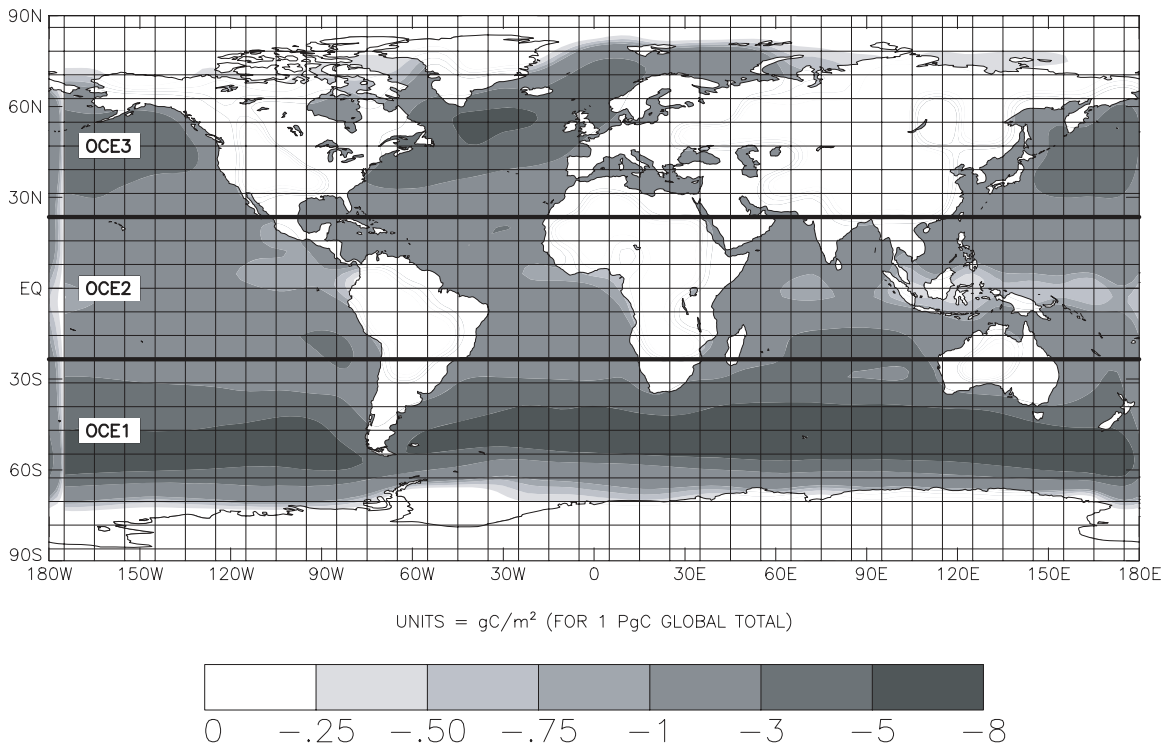 90N
60N
OCE3
30N
EQ
OCE2
30S
OCE1
60S
90S
180W 150W 120W 90W 60W 30W 0 30E 60E 90E 120E 150E 180E
UNITS = gC/m² (FOR 1 PgC GLOBAL TOTAL)
0 –.25 –.50 –.75 –1 –3 –5 –8